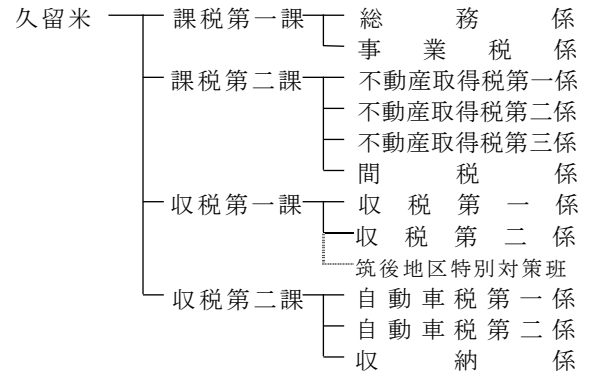 久留米 課税第一課 総務係
事業税係
課税第二課 不動産取得税第一係
不動産取得税第二係
不動産取得税第三係
間税係
収税第一課 収税第一係
収税第二係
筑後地区特別対策班
収税第二課 自動車税第一係
自動車税第二係
収納係